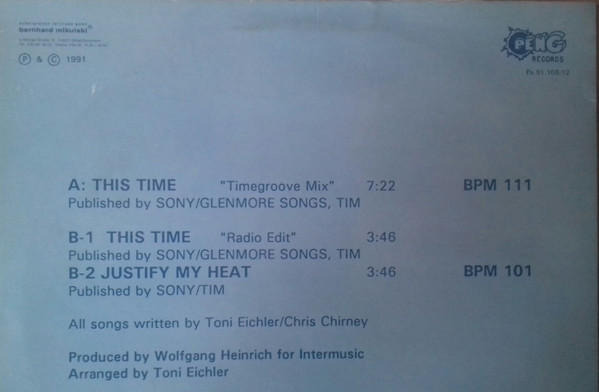 bernhard mikulski
Ⓟ & Ⓒ 1991
PENG
RECORDS
A: THIS TIME "Timegroove Mix" 7:22 BPM 111
Published by SONY/GLENMORE SONGS, TIM
B-1 THIS TIME "Radio Edit" 3:46
Published by SONY/GLENMORE SONGS, TIM
B-2 JUSTIFY MY HEAT 3:46 BPM 101
Published by SONY/TIM
All songs written by Toni Eichler/Chris Chirney
Produced by Wolfgang Heinrich for Intermusic
Arranged by Toni Eichler